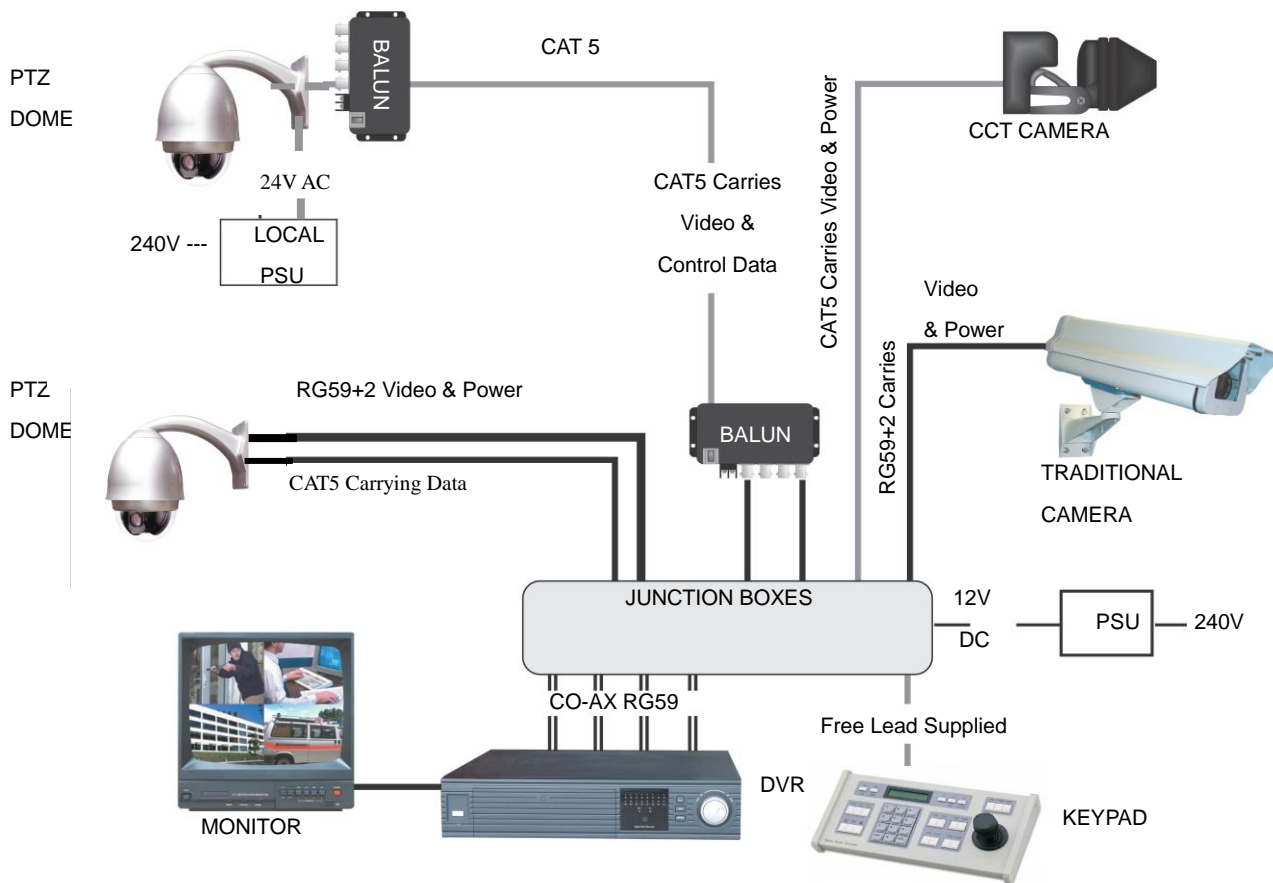 CAT 5
BALUN
PTZ
DOME
24V AC
240V ---
LOCAL
PSU
CAT5 Carries
Video &
Control Data
CAT5 Carries Video & Power
CCT CAMERA
Video
& Power
RG59+2 Carries
PTZ
DOME
RG59+2 Video & Power
CAT5 Carrying Data
BALUN
TRADITIONAL
CAMERA
JUNCTION BOXES
12V
DC
PSU
240V
CO-AX RG59
Free Lead Supplied
DVR
MONITOR
KEYPAD